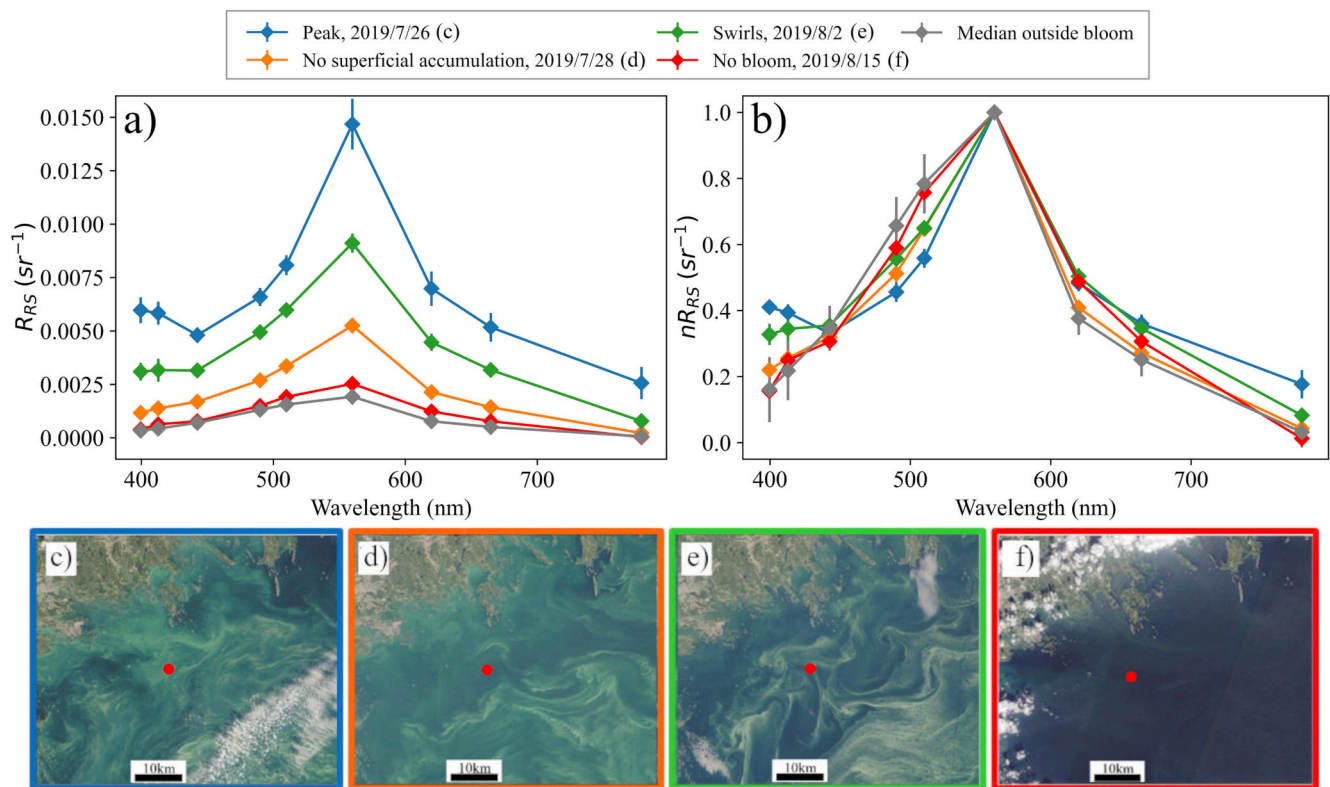 Peak, 2019/7/26 (c)
Swirls, 2019/8/2 (e)
Median outside bloom
No superficial accumulation, 2019/7/28 (d)
No bloom, 2019/8/15 (f)
a)
0.0150
0.0125
0.0100
0.0075
0.0050
0.0025
0.0000
R_RS (sr⁻¹)
400
500
600
700
Wavelength (nm)
b)
1.0
0.8
0.6
0.4
0.2
0.0
nR_RS (sr⁻¹)
400
500
600
700
Wavelength (nm)
c)
10km
d)
10km
e)
10km
f)
10km